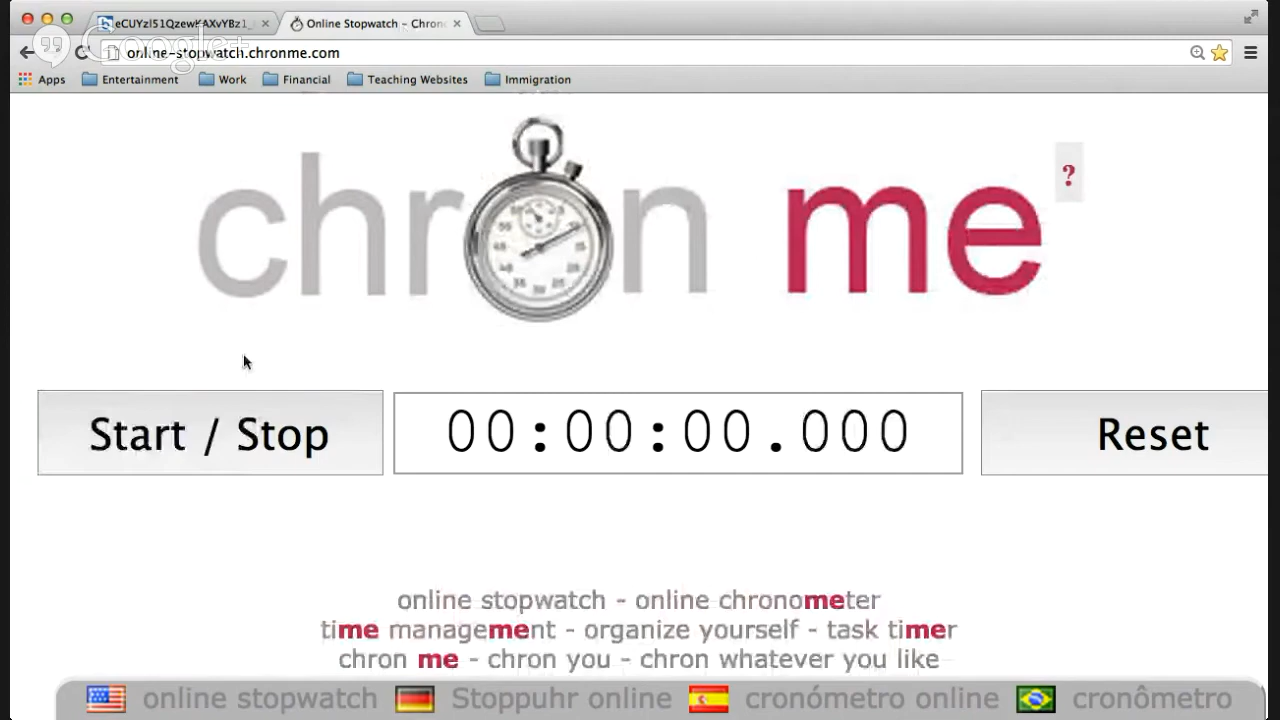 eCUYzl51QzewKAXvYBz1_
Online Stopwatch - Chron
Google+
online-stopwatch.chronme.com
Apps Entertainment Work Financial Teaching Websites Immigration
chron me
?
Start / Stop 00:00:00.000 Reset
online stopwatch - online chronometer
time management - organize yourself - task timer
chron me - chron you - chron whatever you like
online stopwatch Stoppuhr online cronómetro online cronômetro